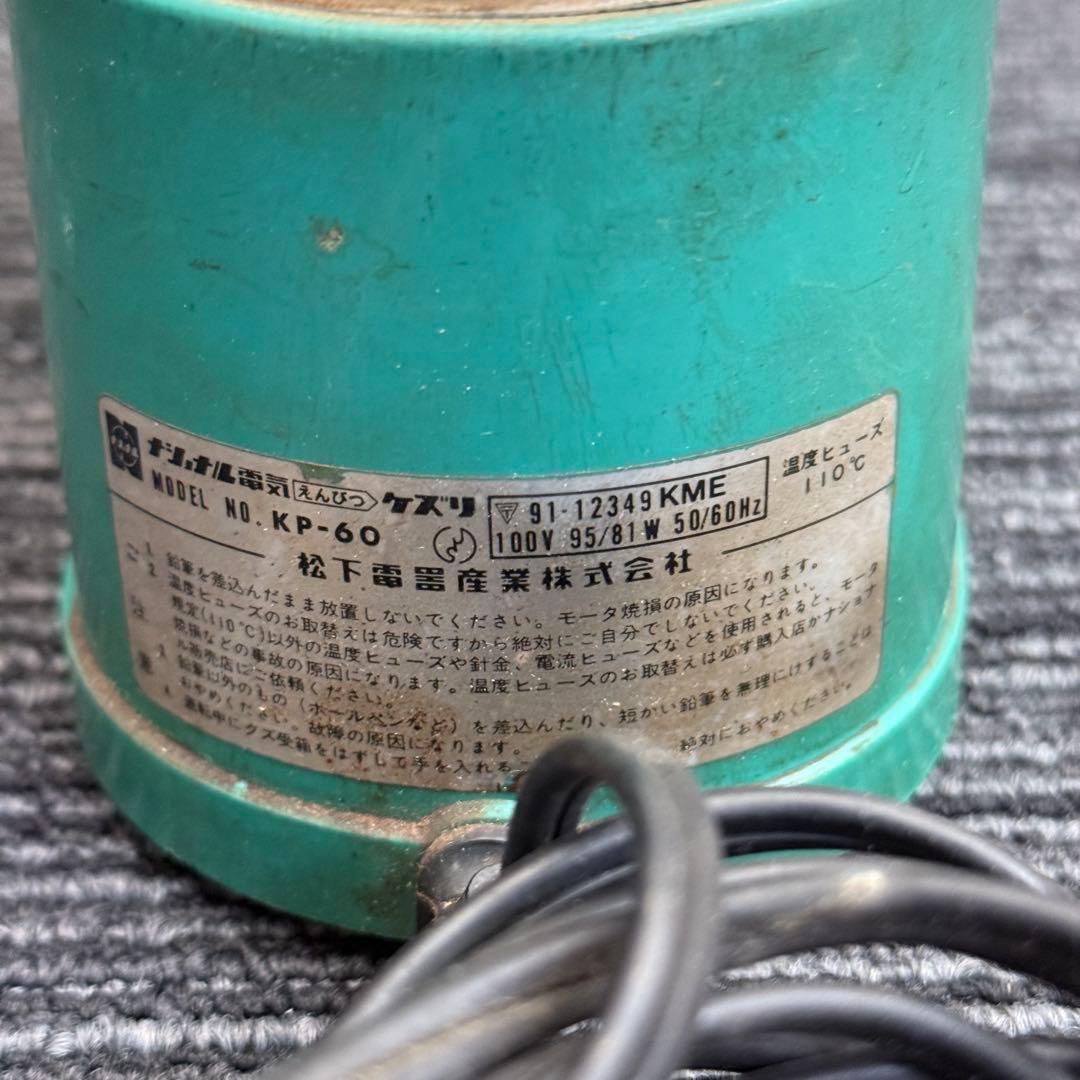 ナショナル電気えんぴつケズリ
MODEL NO. KP-60
〒 91-12349 KME
100V 95/81W 50/60Hz
温度ヒューズ
110℃
松下電器産業株式会社
1. 鉛筆を差込んだまま放置しないでください。モータ焼損の原因になります。
2. 温度ヒューズのお取替えは危険ですから絶対にご自分でしないでください。
規定(110℃)以外の温度ヒューズや針金、電流ヒューズなどを使用されると、モータ
焼損などの事故の原因になります。温度ヒューズのお取替えは必ず購入店かナショナ
ル販売店にご依頼ください。
鉛筆以外のもの(ボールペンなど)を差込んだり、短かい鉛筆を無理にけずることは
おやめください。故障の原因になります。
運転中にクズ受箱をはずして手を入れるこ 絶対におやめください。